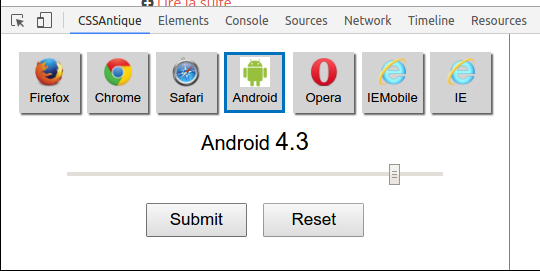 Lire la suite
CSSAntique Elements Console Sources Network Timeline Resources
Firefox Chrome Safari Android Opera IEMobile IE
Android 4.3
Submit Reset